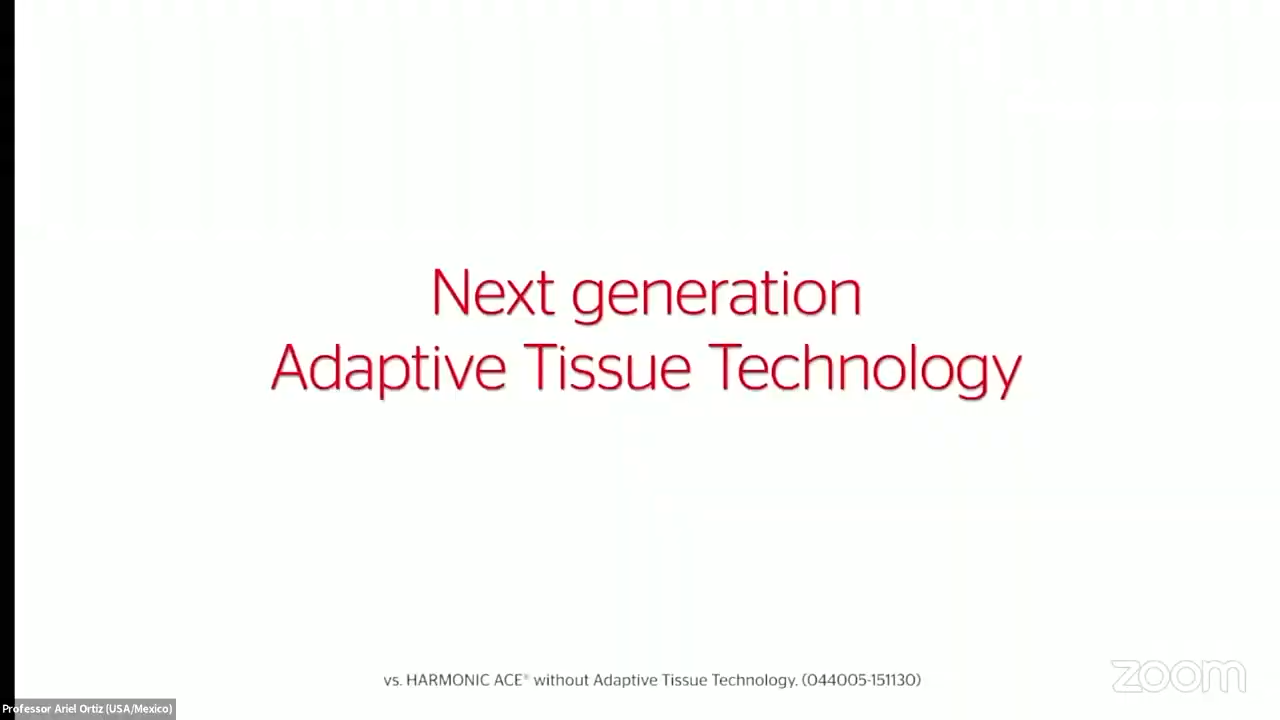 Next generation
Adaptive Tissue Technology
vs. HARMONIC ACE® without Adaptive Tissue Technology. (044005-151130)
zoom
Professor Ariel Ortiz (USA/Mexico)